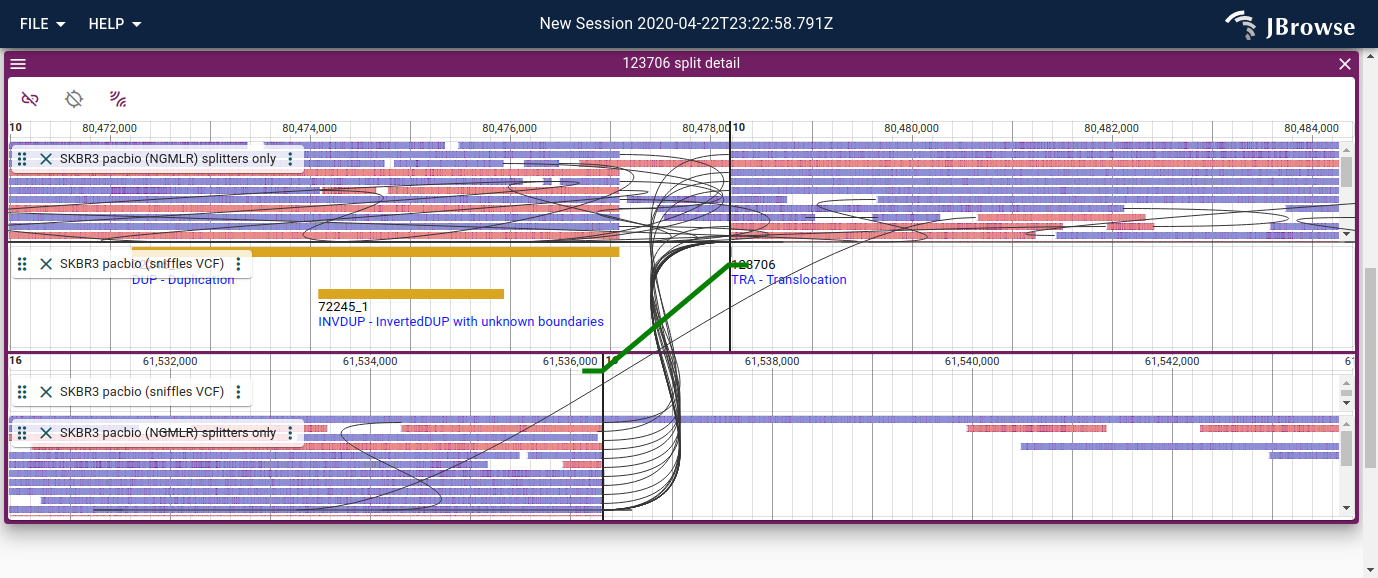 FILE HELP New Session 2020-04-22T23:22:58.791Z JBrowse
123706 split detail
10 80,472,000 80,474,000 80,476,000 80,478,000 10 80,480,000 80,482,000 80,484,000
SKBR3 pacbio (NGMLR) splitters only
SKBR3 pacbio (sniffles VCF)
123706
DUP - Duplication
TRA - Translocation
72245_1
INVDUP - InvertedDUP with unknown boundaries
16 61,532,000 61,534,000 61,536,000 61,538,000 61,540,000 61,542,000 61
SKBR3 pacbio (sniffles VCF)
SKBR3 pacbio (NGMLR) splitters only